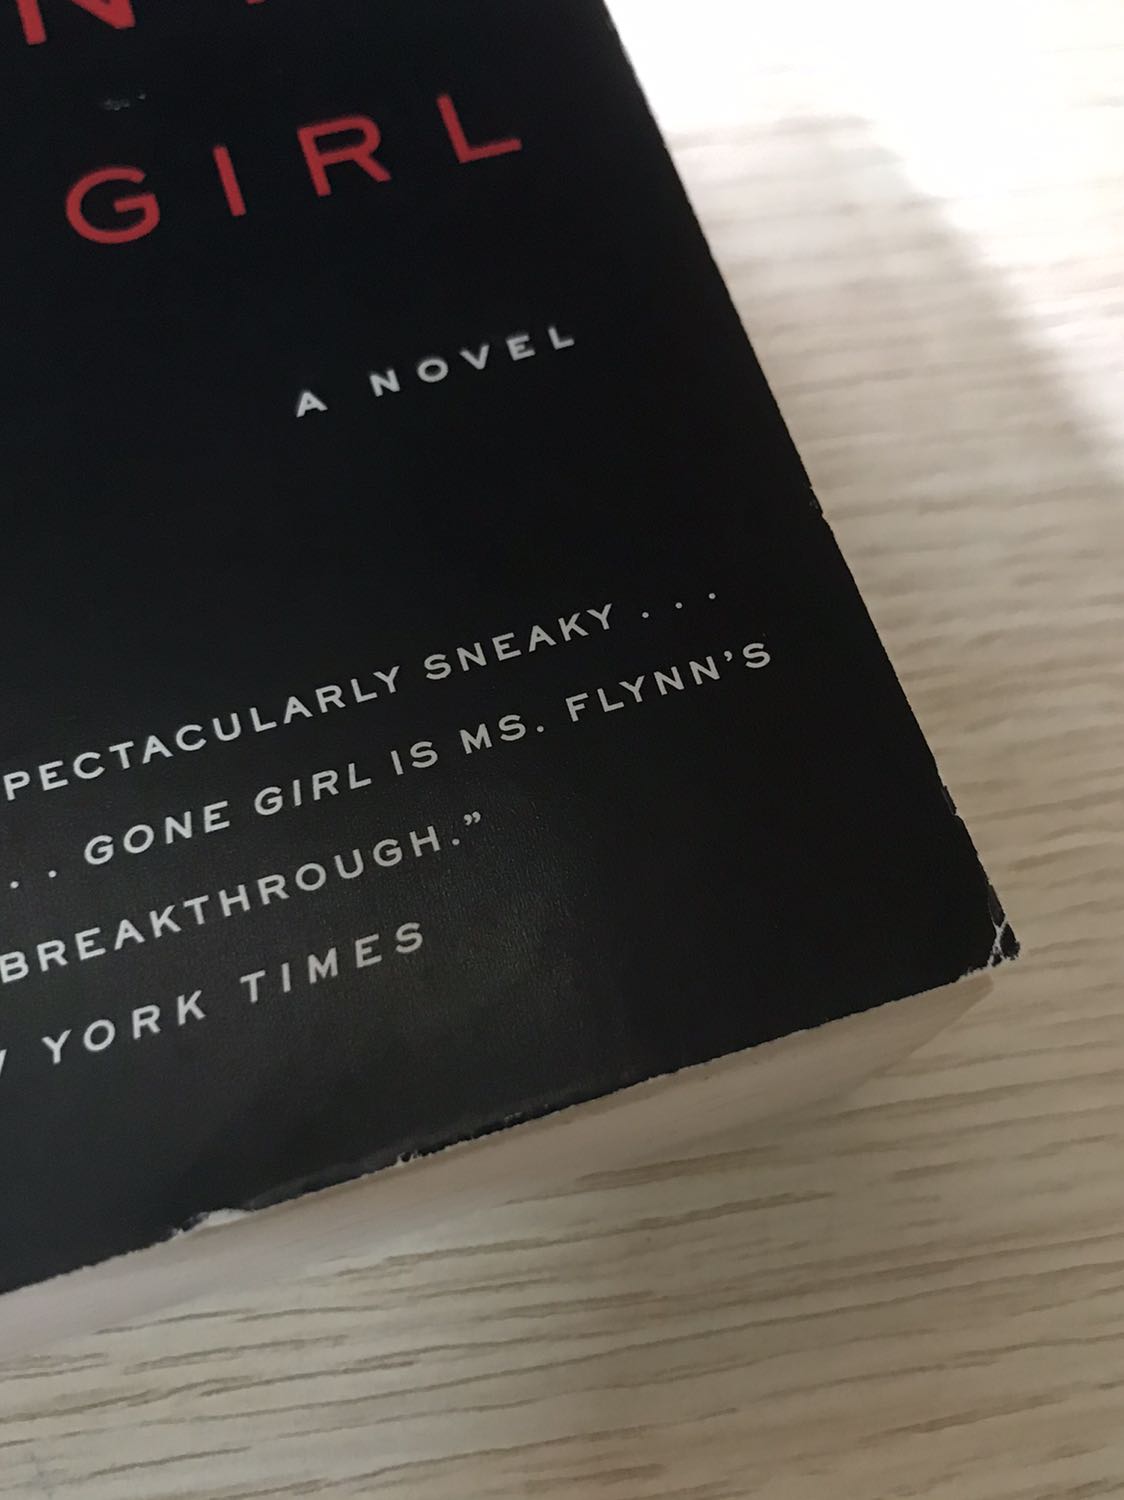 GIRL
A NOVEL
PECTACULARLY SNEAKY . . .
. . GONE GIRL IS MS. FLYNN'S
BREAKTHROUGH.”
YORK TIMES